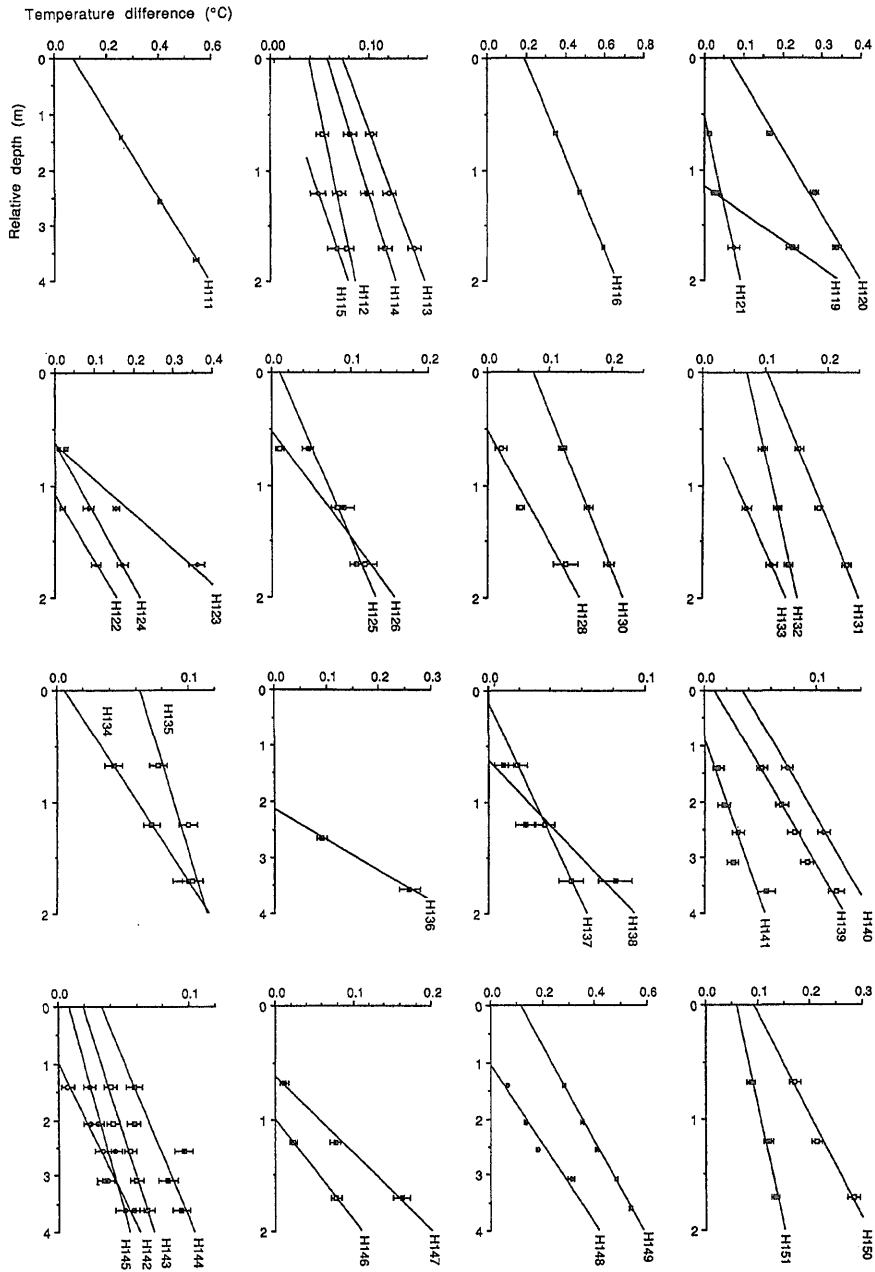 Temperature difference (°C)
0.0 0.2 0.4 0.6
0.00 0.10
0.0 0.2 0.4 0.6 0.8
0.0 0.1 0.2 0.3 0.4
Relative depth (m)
0 1 2 3 4
0 1 2
0 1 2
0 1 2
H111
H115 H112 H114 H113
H116
H121 H119 H120
0.0 0.1 0.2 0.3 0.4
0.0 0.1 0.2
0.0 0.1 0.2
0.0 0.1 0.2
0 1 2
0 1 2
0 1 2
0 1 2
H122 H124 H123
H125 H126
H128 H130
H133 H132 H131
0.0 0.1
0.0 0.1 0.2 0.3
0.0 0.1
0.0 0.1
0 1 2
0 1 2 3 4
0 1 2
0 1 2 3 4
H134 H135
H136
H137 H138
H141 H139 H140
0.0 0.1
0.0 0.1 0.2
0.0 0.2 0.4 0.6
0.0 0.1 0.2 0.3
0 1 2 3 4
0 1 2
0 1 2 3 4
0 1 2
H145 H142 H143 H144
H146 H147
H148 H149
H151 H150